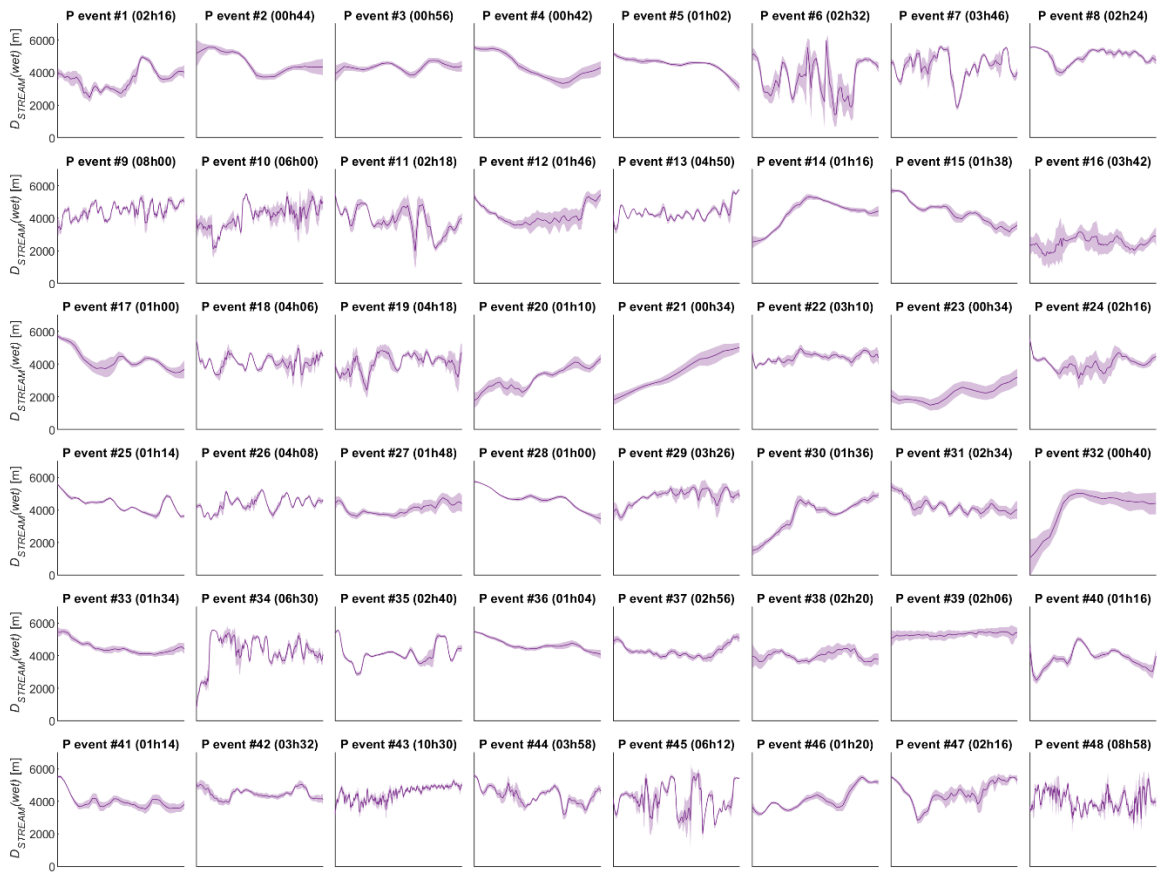 P event #1 (02h16) P event #2 (00h44) P event #3 (00h56) P event #4 (00h42) P event #5 (01h02) P event #6 (02h32) P event #7 (03h46) P event #8 (02h24)
6000
4000
2000
0
D_STREAM(wet) [m]
P event #9 (08h00) P event #10 (06h00) P event #11 (02h18) P event #12 (01h46) P event #13 (04h50) P event #14 (01h16) P event #15 (01h38) P event #16 (03h42)
6000
4000
2000
0
D_STREAM(wet) [m]
P event #17 (01h00) P event #18 (04h06) P event #19 (04h18) P event #20 (01h10) P event #21 (00h34) P event #22 (03h10) P event #23 (00h34) P event #24 (02h16)
6000
4000
2000
0
D_STREAM(wet) [m]
P event #25 (01h14) P event #26 (04h08) P event #27 (01h48) P event #28 (01h00) P event #29 (03h26) P event #30 (01h36) P event #31 (02h34) P event #32 (00h40)
6000
4000
2000
0
D_STREAM(wet) [m]
P event #33 (01h34) P event #34 (06h30) P event #35 (02h40) P event #36 (01h04) P event #37 (02h56) P event #38 (02h20) P event #39 (02h06) P event #40 (01h16)
6000
4000
2000
0
D_STREAM(wet) [m]
P event #41 (01h14) P event #42 (03h32) P event #43 (10h30) P event #44 (03h58) P event #45 (06h12) P event #46 (01h20) P event #47 (02h16) P event #48 (08h58)
6000
4000
2000
0
D_STREAM(wet) [m]